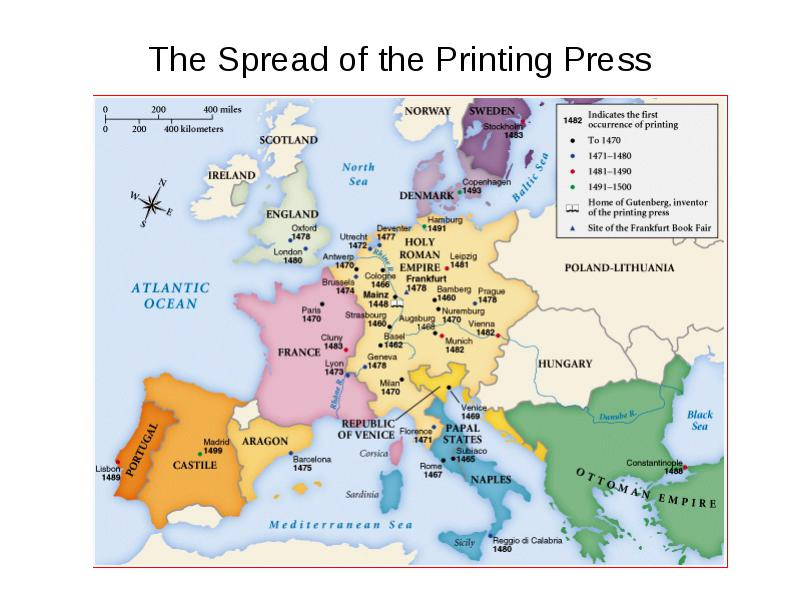 The Spread of the Printing Press
0 200 400 miles
0 200 400 kilometers
N
W
E
S
1482 Indicates the first
occurrence of printing
To 1470
1471–1480
1481–1490
1491–1500
Home of Gutenberg, inventor
of the printing press
Site of the Frankfurt Book Fair
NORWAY
SWEDEN
Stockholm
1483
SCOTLAND
North
Sea
Baltic Sea
IRELAND
DENMARK
Copenhagen
1493
ENGLAND
Oxford
1478
London
1480
Hamburg
1491
Deventer
1477
Utrecht
1472
HOLY
ROMAN
EMPIRE
Antwerp
1470
Rhine R.
Leipzig
1481
POLAND-LITHUANIA
Brussels
1474
Cologne
1466
Frankfurt
1478
ATLANTIC
OCEAN
Mainz
1448
Bamberg
1460
Prague
1478
Paris
1470
Strasbourg
1460
Nuremburg
1470
Augsburg
1468
Vienna
1482
Cluny
1483
Basel
1462
Munich
1482
FRANCE
Geneva
1478
HUNGARY
Lyon
1473
Rhône R.
Milan
1470
Venice
1469
Danube R.
Black
Sea
REPUBLIC
OF VENICE
PORTUGAL
Madrid
1499
ARAGON
Florence
1471
PAPAL
STATES
CASTILE
Barcelona
1475
Corsica
Subiaco
1465
Rome
1467
Lisbon
1489
Constantinople
1488
NAPLES
OTTOMAN EMPIRE
Sardinia
Mediterranean Sea
Sicily
Reggio di Calabria
1480